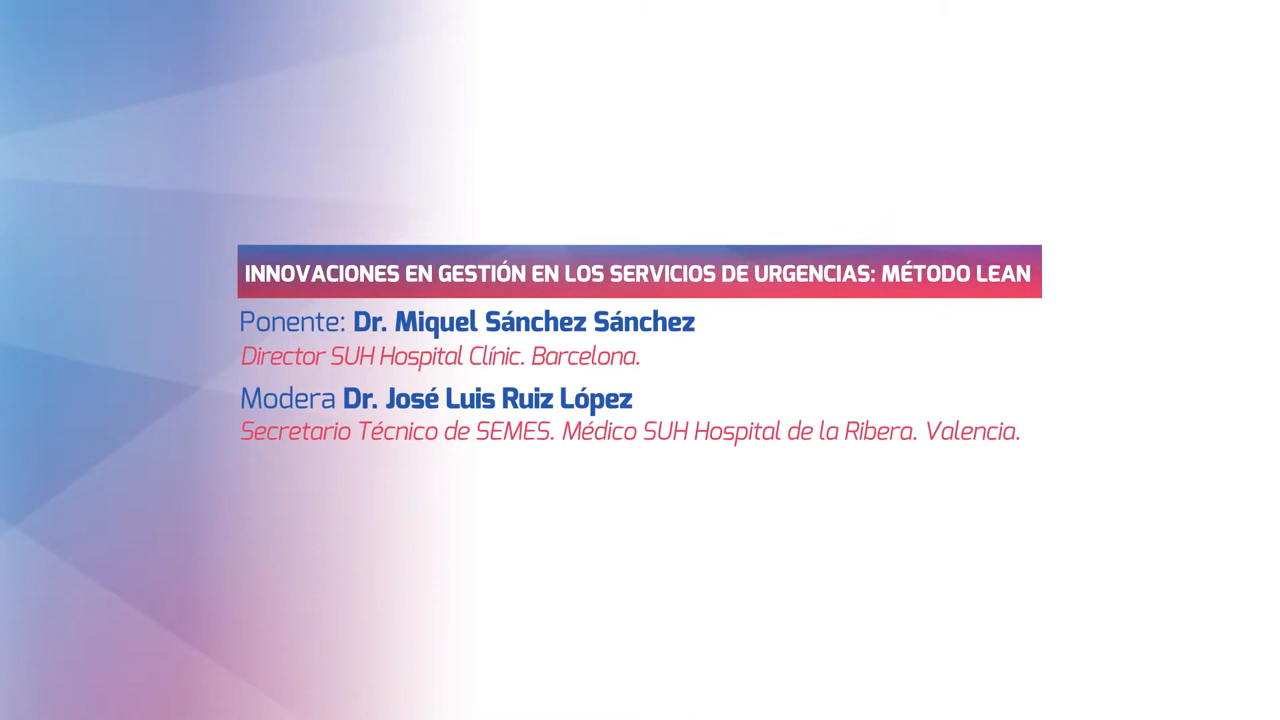 INNOVACIONES EN GESTIÓN EN LOS SERVICIOS DE URGENCIAS: MÉTODO LEAN
Ponente: Dr. Miquel Sánchez Sánchez
Director SUH Hospital Clínic. Barcelona.
Modera Dr. José Luis Ruiz López
Secretario Técnico de SEMES. Médico SUH Hospital de la Ribera. Valencia.